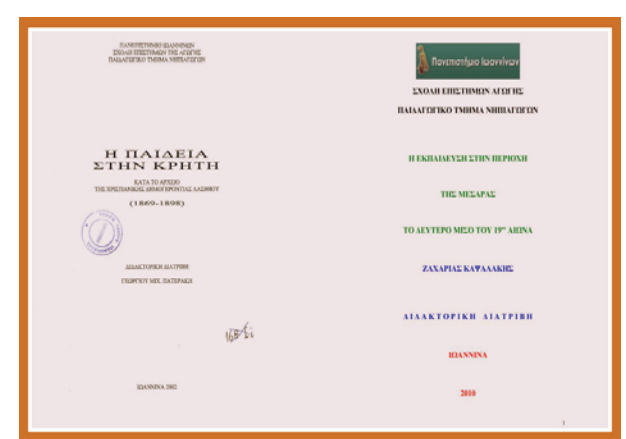 ΠΑΝΕΠΙΣΤΗΜΙΟ ΙΩΑΝΝΙΝΩΝ
ΣΧΟΛΗ ΕΠΙΣΤΗΜΩΝ ΤΗΣ ΑΓΩΓΗΣ
ΠΑΙΔΑΓΩΓΙΚΟ ΤΜΗΜΑ ΝΗΠΙΑΓΩΓΩΝ
Η ΠΑΙΔΕΙΑ
ΣΤΗΝ ΚΡΗΤΗ
ΚΑΤΑ ΤΟ ΑΡΧΕΙΟ
ΤΗΣ ΧΡΙΣΤΙΑΝΙΚΗΣ ΔΗΜΟΓΕΡΟΝΤΙΑΣ ΛΑΣΙΘΙΟΥ
(1869-1898)
ΔΙΔΑΚΤΟΡΙΚΗ ΔΙΑΤΡΙΒΗ
ΓΕΩΡΓΙΟΥ ΜΙΧ. ΠΑΤΕΡΑΚΗ
ΙΩΑΝΝΙΝΑ 2002
Πανεπιστήμιο Ιωαννίνων
ΣΧΟΛΗ ΕΠΙΣΤΗΜΩΝ ΑΓΩΓΗΣ
ΠΑΙΔΑΓΩΓΙΚΟ ΤΜΗΜΑ ΝΗΠΙΑΓΩΓΩΝ
Η ΕΚΠΑΙΔΕΥΣΗ ΣΤΗΝ ΠΕΡΙΟΧΗ
ΤΗΣ ΜΕΣΑΡΑΣ
ΤΟ ΔΕΥΤΕΡΟ ΜΙΣΟ ΤΟΥ 19ου ΑΙΩΝΑ
ΖΑΧΑΡΙΑΣ ΚΑΨΑΛΑΚΗΣ
ΔΙΔΑΚΤΟΡΙΚΗ ΔΙΑΤΡΙΒΗ
ΙΩΑΝΝΙΝΑ
2010
1